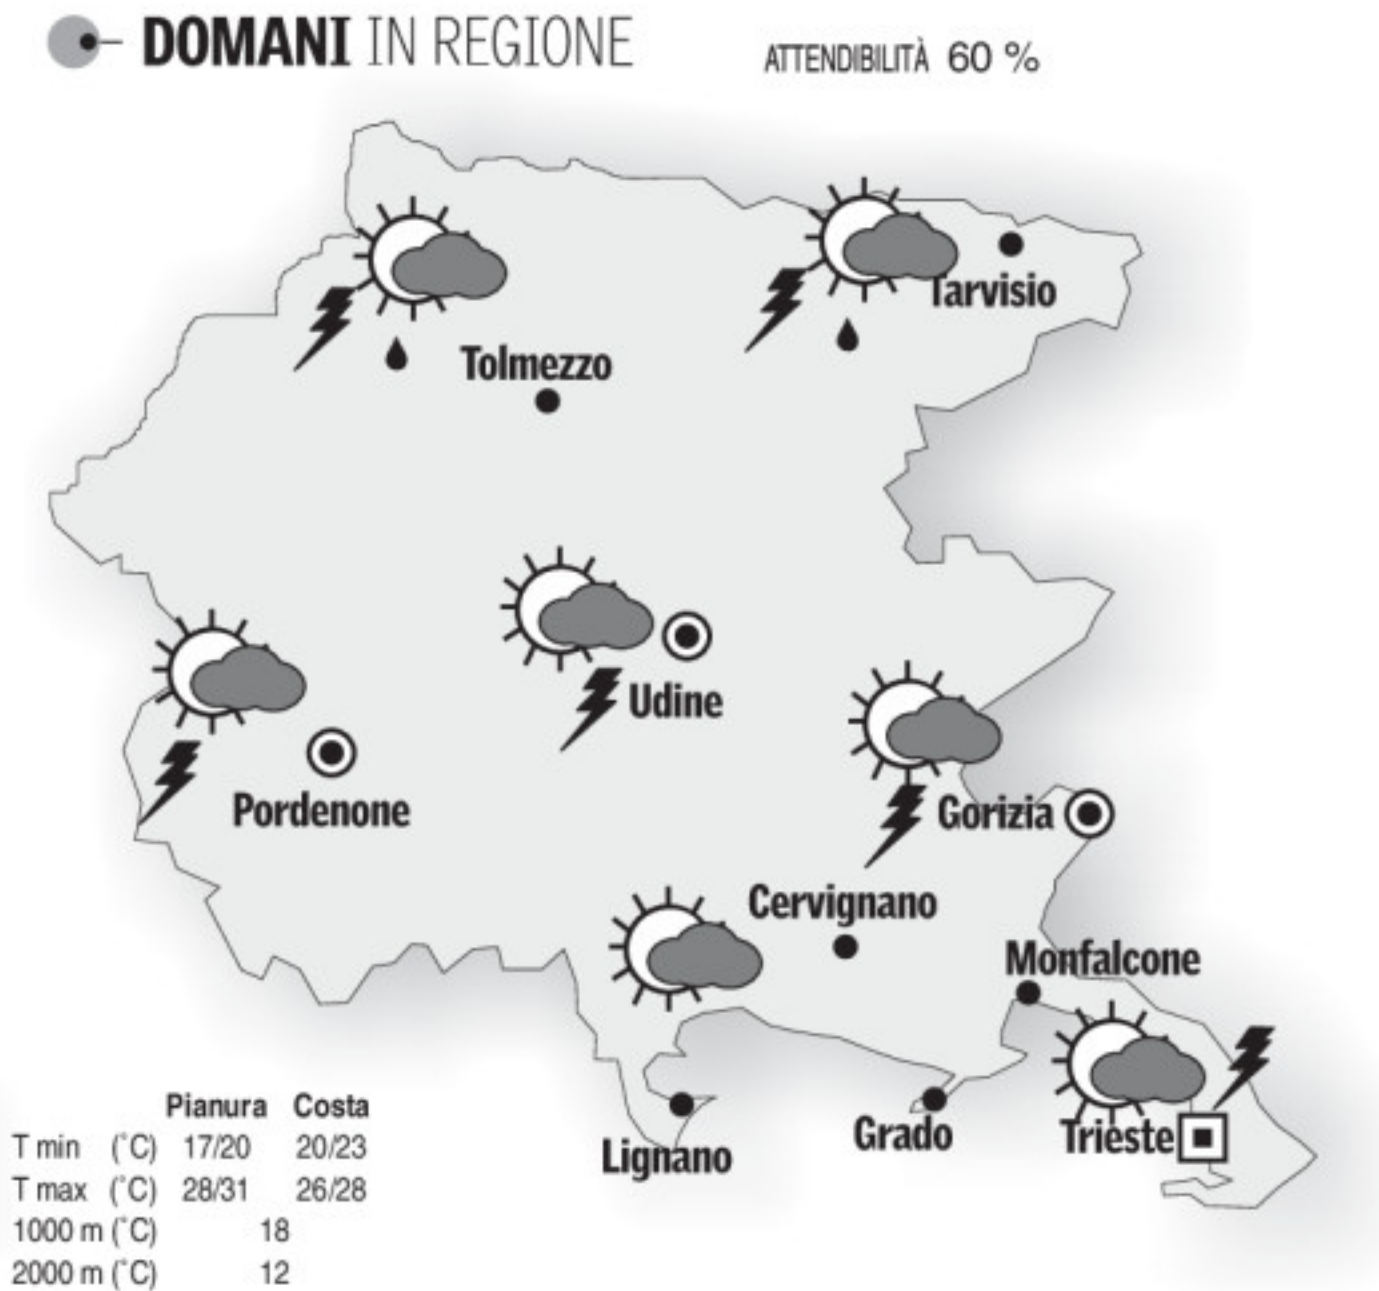 DOMANI IN REGIONE
ATTENDIBILITÀ 60 %
Tarvisio
Tolmezzo
Udine
Pordenone
Gorizia
Cervignano
Monfalcone
Grado
Trieste
Lignano
Pianura Costa
T min (°C) 17/20 20/23
T max (°C) 28/31 26/28
1000 m (°C) 18
2000 m (°C) 12